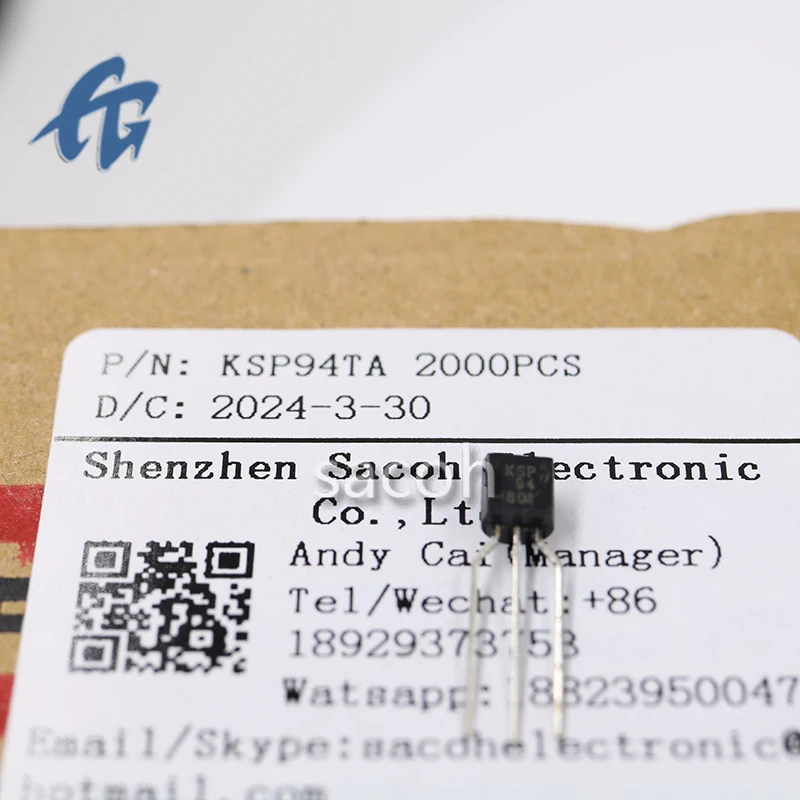 P/N: KSP94TA 2000PCS
D/C: 2024-3-30
Shenzhen Sacoh Electronic
Co.,Ltd
sacoh
KSP
94
Andy Cai(Manager)
Tel/Wechat:+86
18929373753
Watsapp: 18823950047
Email/Skype:sacohelectronic@
hotmail.com